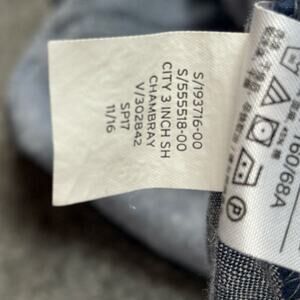 S/193716-00
S/555518-00
CITY 3 INCH SH
CHAMBRAY
V/302842
SP17
11/16
160/68A